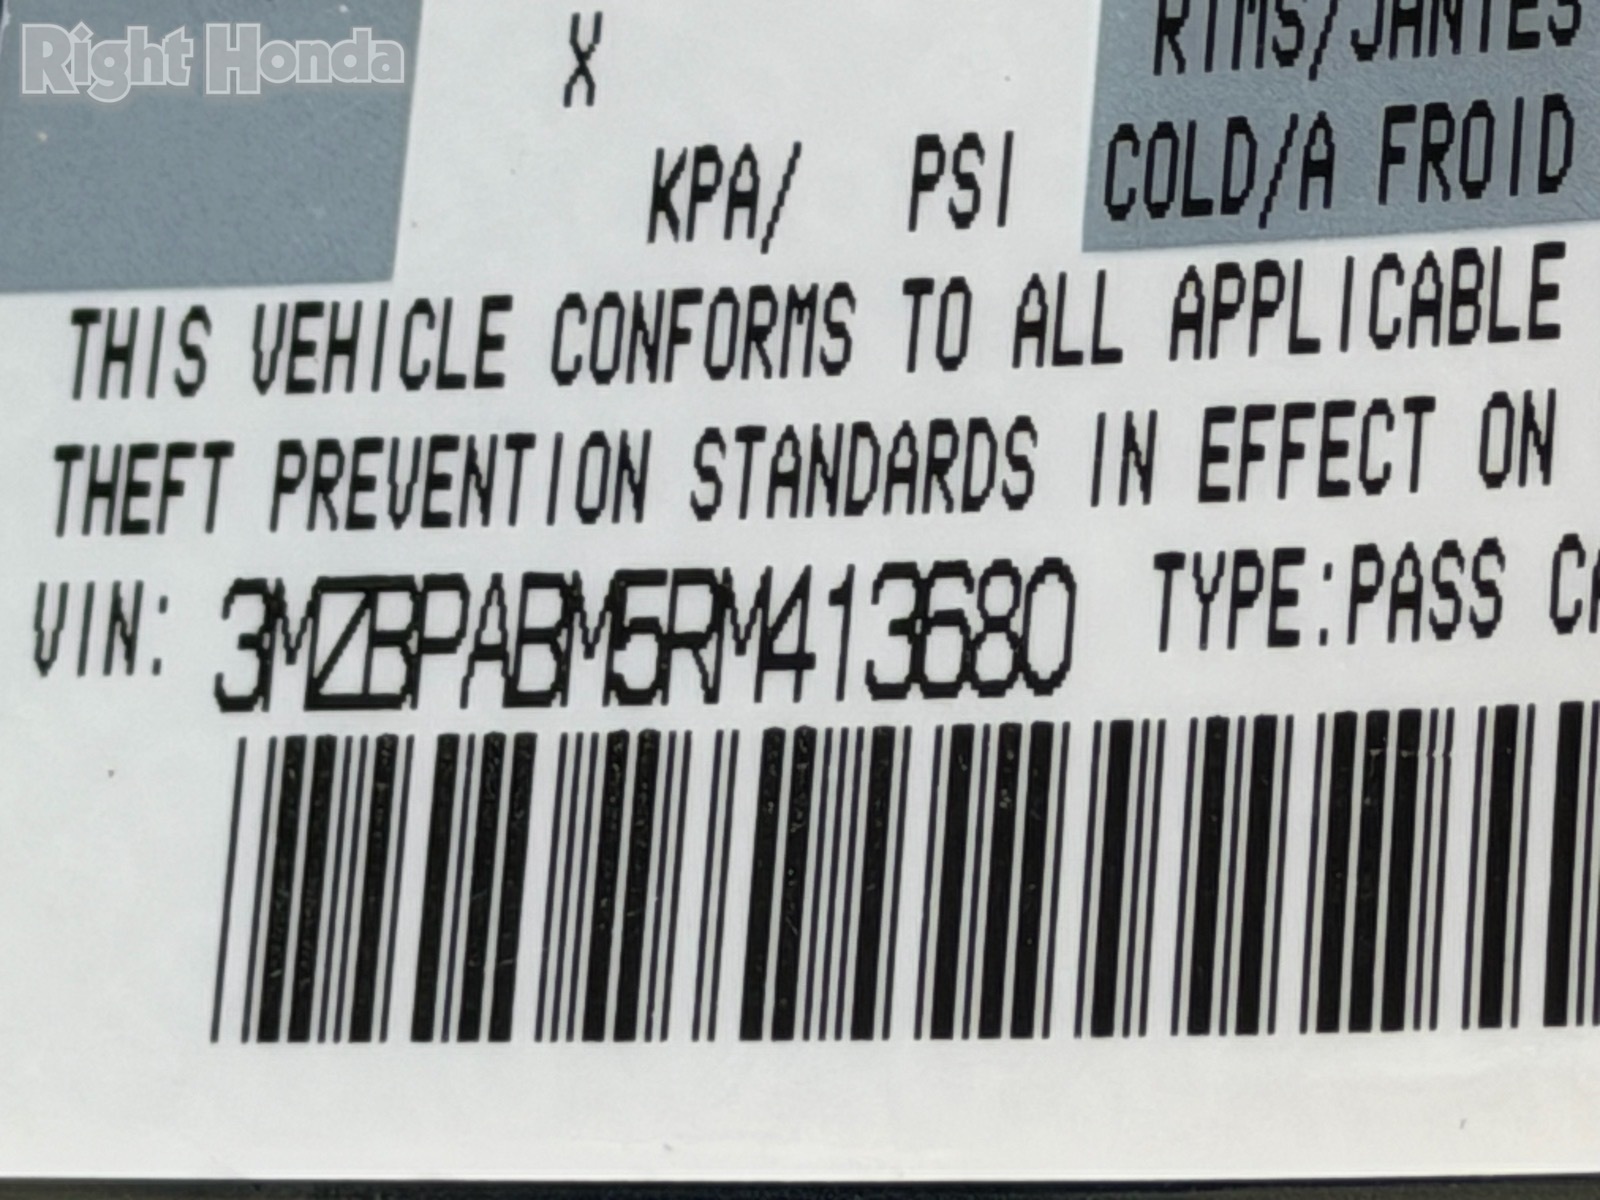 Right Honda
X
RIMS/JANTES
KPA/ PSI
COLD/A FROID
THIS VEHICLE CONFORMS TO ALL APPLICABLE
THEFT PREVENTION STANDARDS IN EFFECT ON
VIN: 3MZBPABM5RM413680 TYPE:PASS CA